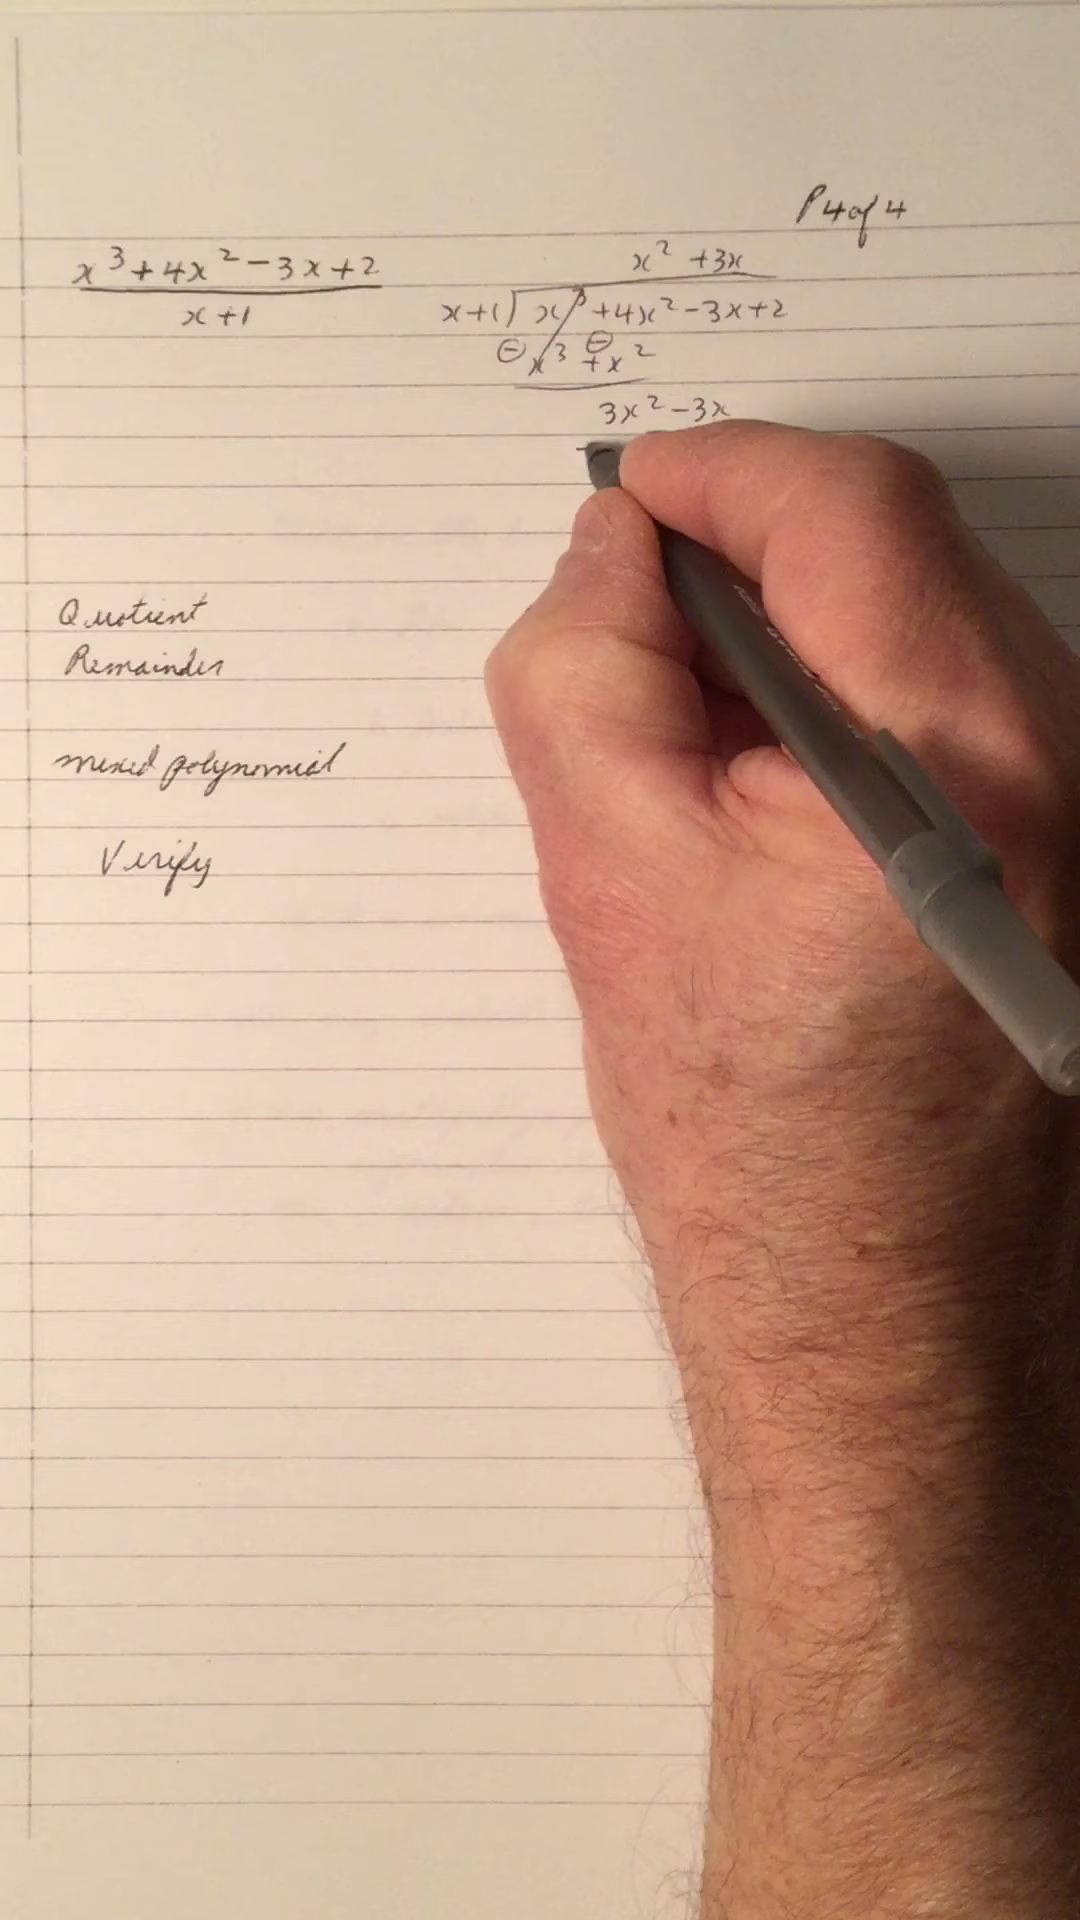 P 4 of 4
x³ + 4x² - 3x + 2
x + 1
x² + 3x
x+1) x³ + 4x² - 3x + 2
⊖ x³ ⊖ + x²
3x² - 3x
Quotient
Remainder
mixed polynomial
Verify